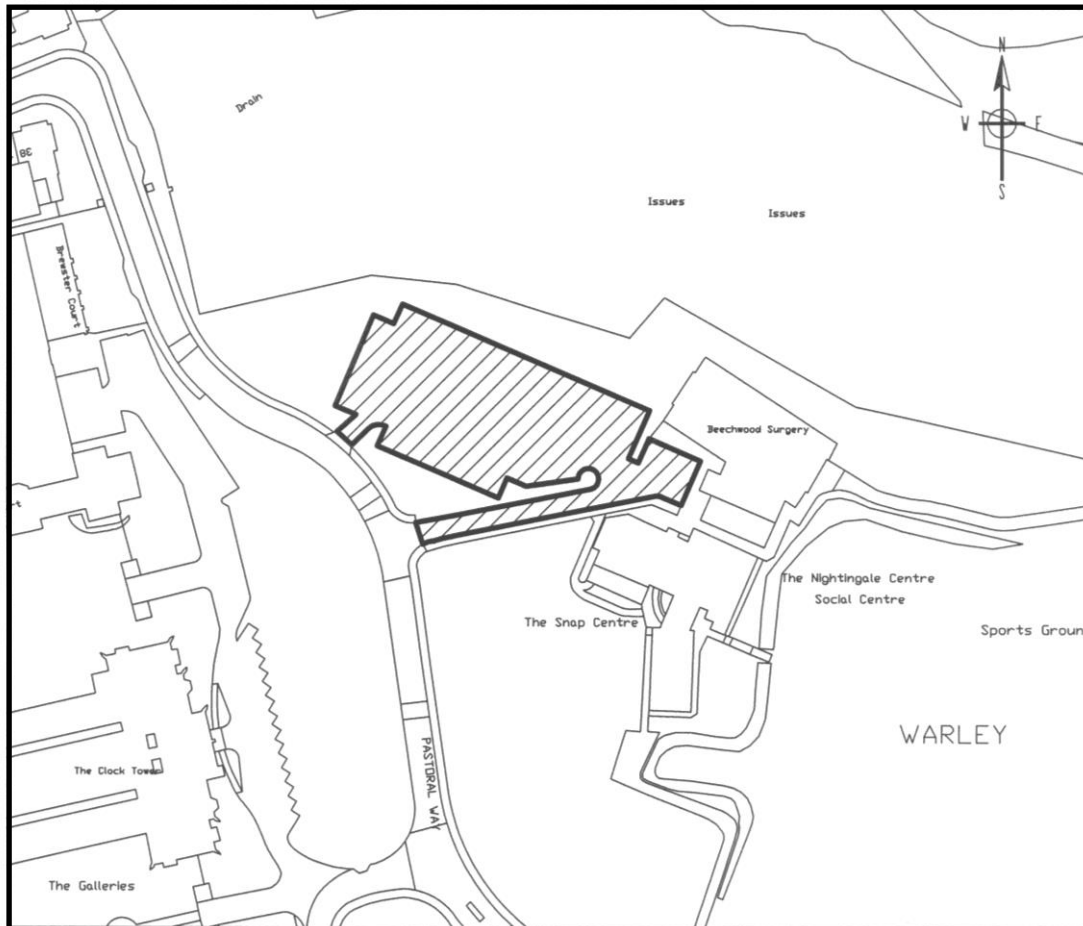 N
W E
S
Drain
Issues
Issues
38
Brewster Court
Beechwood Surgery
The Nightingale Centre
Social Centre
The Snap Centre
Sports Groun
WARLEY
PASTORAL WAY
The Clock Tower
The Galleries